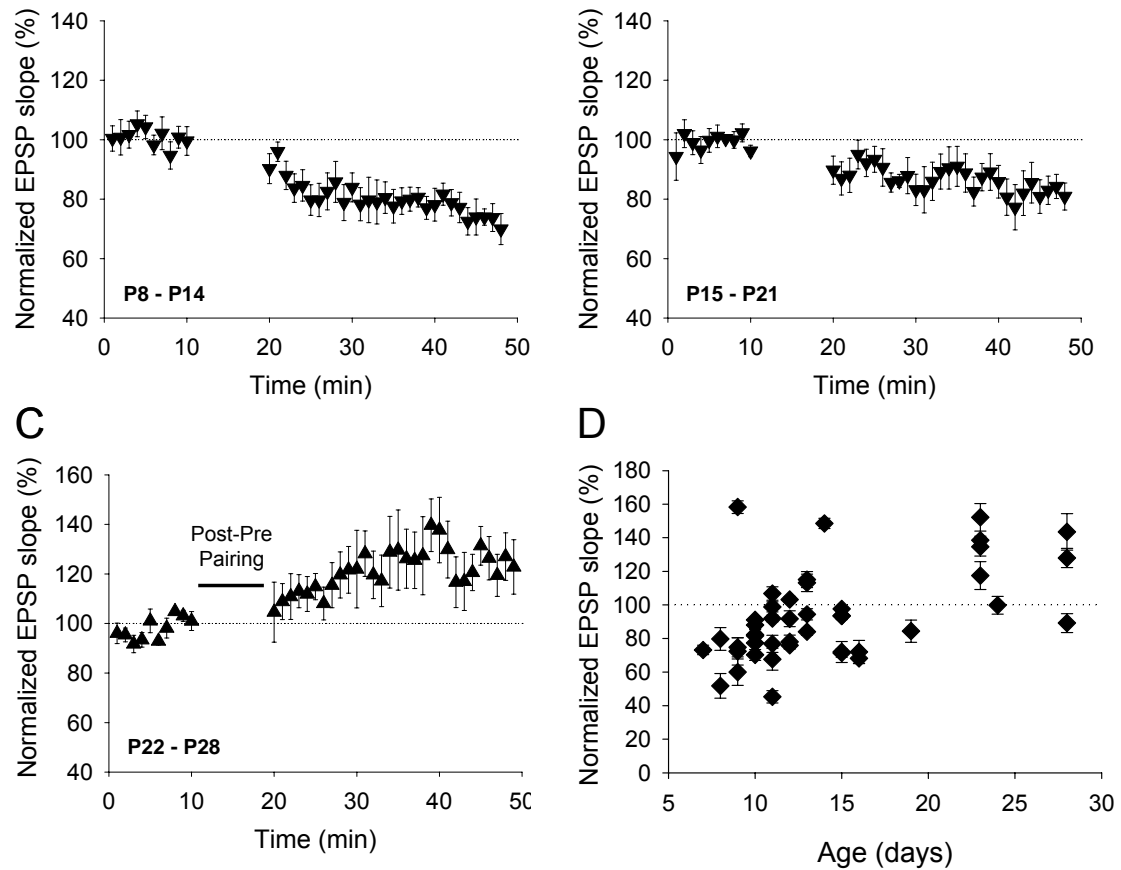 140
120
100
80
60
40
Normalized EPSP slope (%)
P8 - P14
0 10 20 30 40 50
Time (min)
140
120
100
80
60
40
Normalized EPSP slope (%)
P15 - P21
0 10 20 30 40 50
Time (min)
C
160
140
120
100
80
60
40
Normalized EPSP slope (%)
Post-Pre
Pairing
P22 - P28
0 10 20 30 40 50
Time (min)
D
180
160
140
120
100
80
60
40
20
0
Normalized EPSP slope (%)
5 10 15 20 25 30
Age (days)